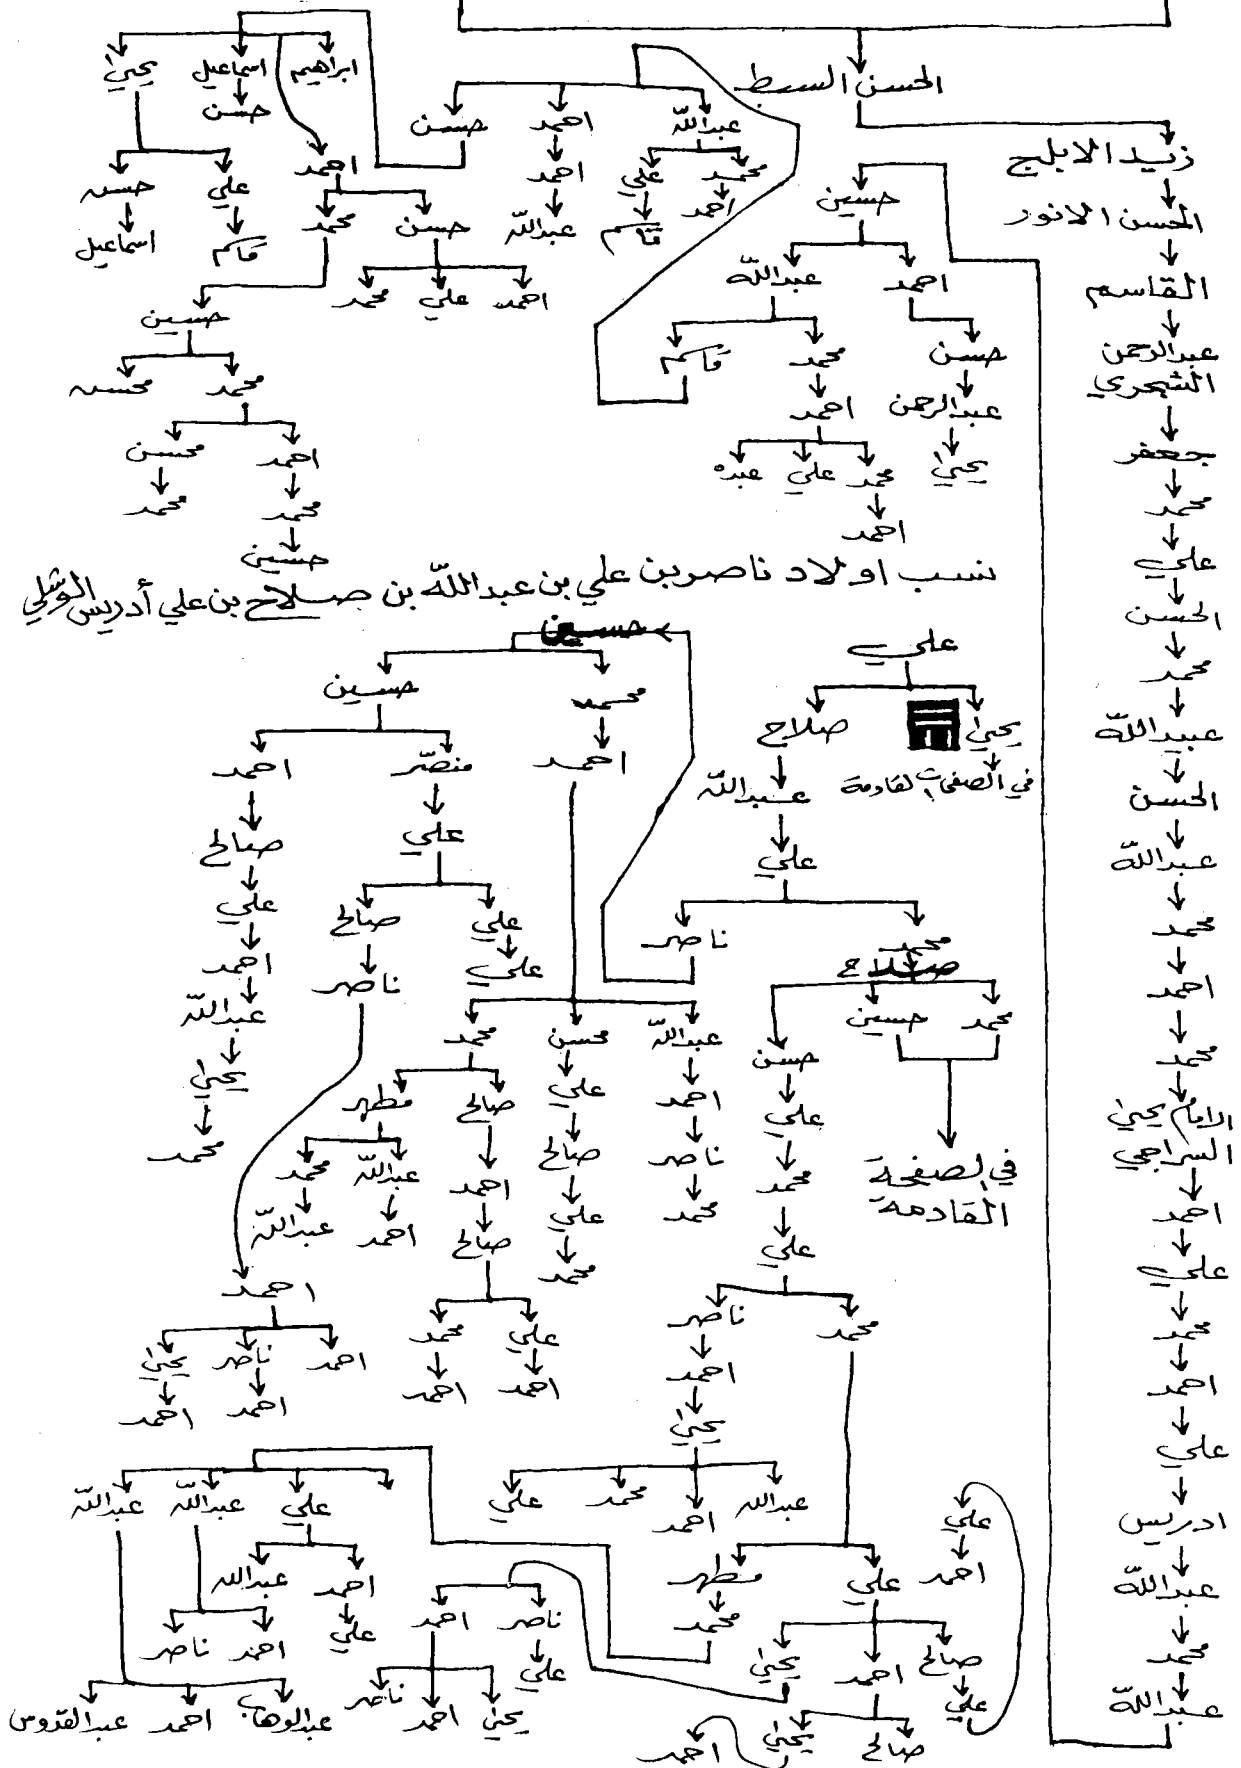 الحسن السبط
زيد الابلج
الحسن الانور
القاسم
عبدالرحمن
الشجري
جعفر
محمد
علي
الحسن
محمد
عبيدالله
الحسن
عبدالله
محمد
احمد
محمد
الامام يحيى
السراجي
احمد
علي
محمد
احمد
علي
ادريس
عبدالله
محمد
عبدالله
حسين
احمد عبدالله
حسن محمد قاسم
عبدالرحمن احمد
يحيى محمد علي عبده
احمد
عبدالله احمد حسن
محمد علي احمد
احمد قاسم عبدالله
ابراهيم اسماعيل يحيى
حسن
احمد علي حسن
حسن محمد قاسم اسماعيل
احمد علي محمد
حسين
محمد محسن
احمد محسن
محمد محمد
حسين
نسب اولاد ناصر بن علي بن عبدالله بن صلاح بن علي أدريس الوشلي
علي
يحيى صلاح
في الصفحات القادمة
عبدالله
علي
محمد ناصر
صلاح
محمد حسين حسن
في الصفحة
القادمة
علي
محمد
علي
محمد ناصر
احمد
يحيى
عبدالله احمد محمد علي
علي مطهر
محمد
صالح احمد يحيى
علي
علي
احمد
صالح يحيى
احمد
حسين
محمد حسين
احمد
عبدالله محسن محمد
احمد علي صالح مطهر
ناصر صالح احمد عبدالله محمد
محمد علي صالح احمد عبدالله
محمد
علي محمد
احمد احمد
منصر احمد
علي صالح
علي صالح علي
علي ناصر احمد
عبدالله
يحيى
محمد
احمد
احمد ناصر يحيى
احمد احمد
علي عبدالله عبدالله
احمد عبدالله
علي
احمد ناصر
عبدالوهاب احمد عبدالقدوس
ناصر احمد
علي
يحيى احمد ناصر